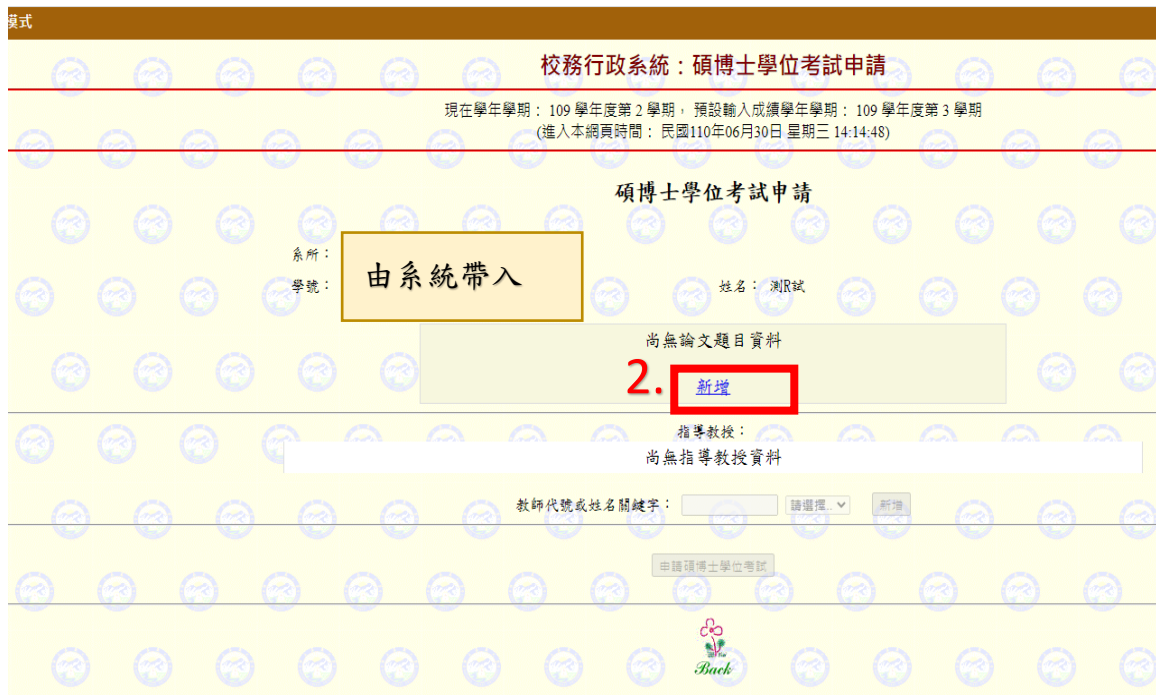 模式
校務行政系統：碩博士學位考試申請
現在學年學期： 109 學年度第 2 學期， 預設輸入成績學年學期： 109 學年度第 3 學期
(進入本網頁時間： 民國110年06月30日 星期三 14:14:48)
碩博士學位考試申請
系所：
由系統帶入
學號：
姓名： 測R試
尚無論文題目資料
2. 新增
指導教授：
尚無指導教授資料
教師代號或姓名關鍵字： 請選擇.. 新增
申請碩博士學位考試
Back